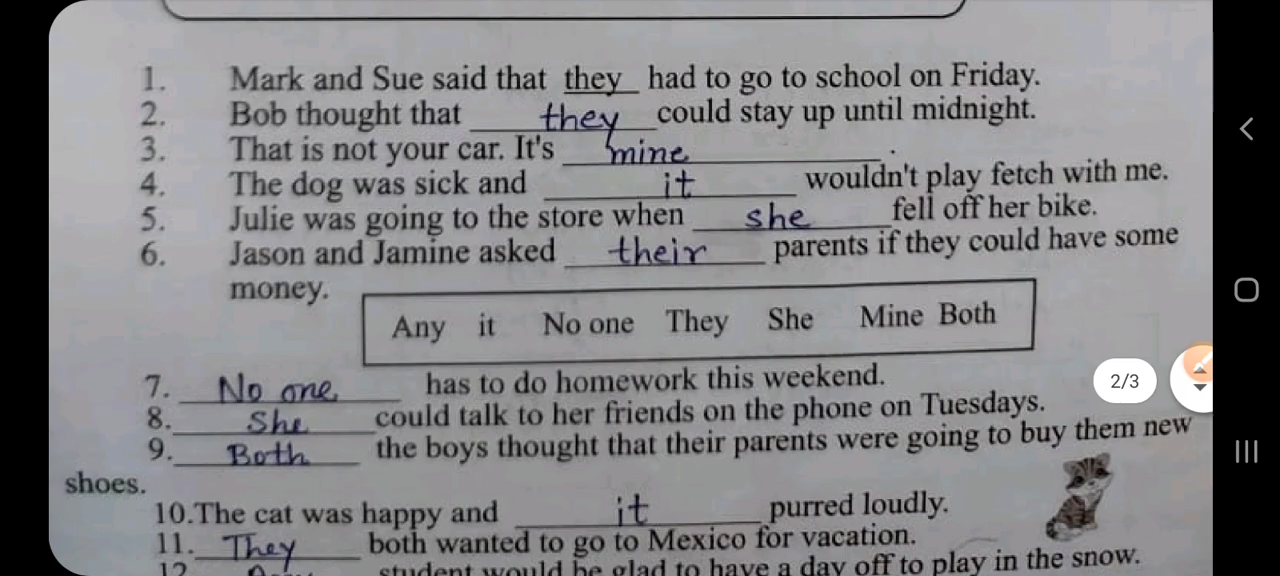 1. Mark and Sue said that they had to go to school on Friday.
2. Bob thought that they could stay up until midnight.
3. That is not your car. It's mine.
4. The dog was sick and it wouldn't play fetch with me.
5. Julie was going to the store when she fell off her bike.
6. Jason and Jamine asked their parents if they could have some
money.
Any it No one They She Mine Both
2/3
7. No one has to do homework this weekend.
8. She could talk to her friends on the phone on Tuesdays.
9. Both the boys thought that their parents were going to buy them new
shoes.
10.The cat was happy and it purred loudly.
11. They both wanted to go to Mexico for vacation.
12 Any student would be glad to have a day off to play in the snow.